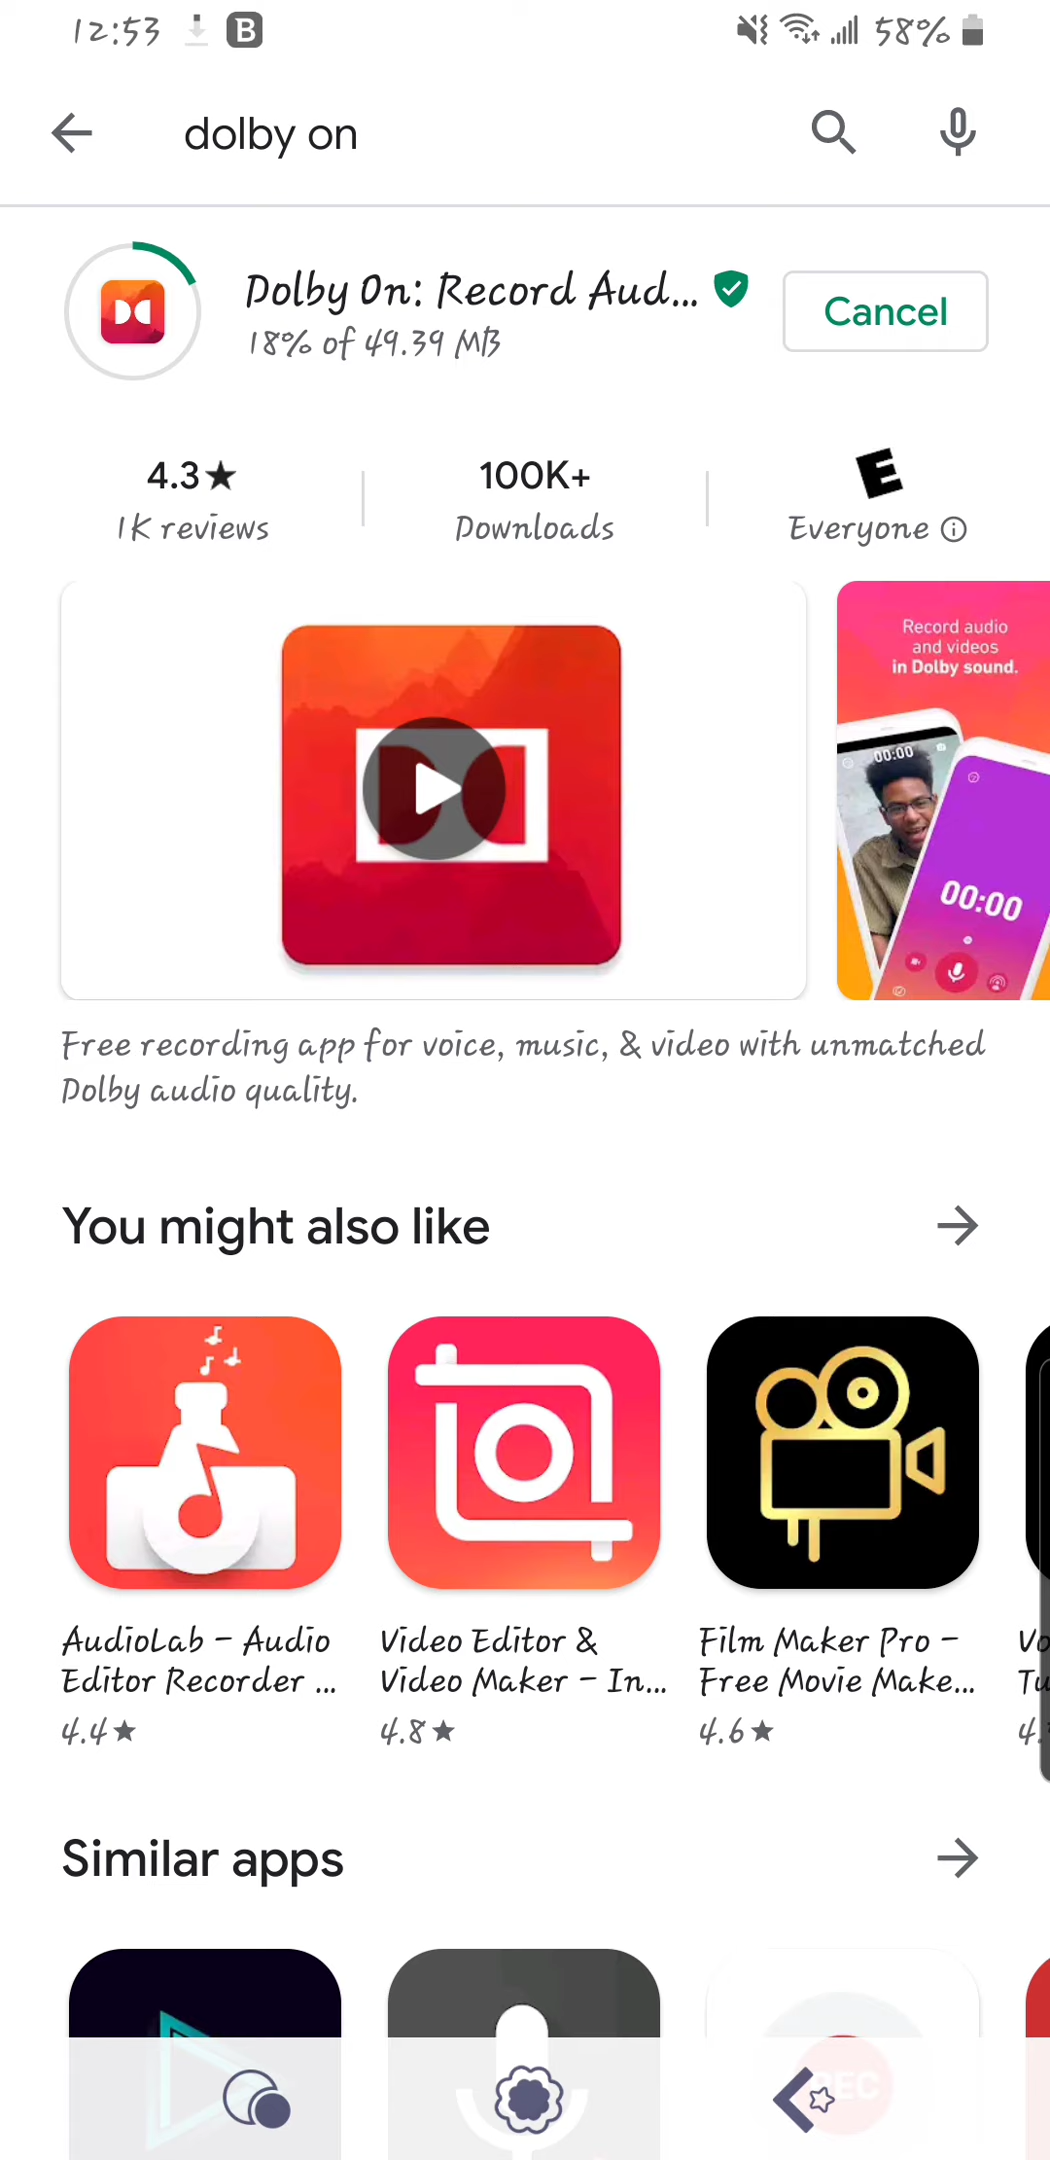 12:53 B 58%
dolby on
Dolby On: Record Aud...
18% of 49.39 MB
Cancel
4.3★ 100K+ E
1K reviews Downloads Everyone
Record audio
and videos
in Dolby sound.
00:00
00:00
Free recording app for voice, music, & video with unmatched
Dolby audio quality.
You might also like
AudioLab – Audio
Editor Recorder ...
4.4★
Video Editor &
Video Maker – In...
4.8★
Film Maker Pro –
Free Movie Make...
4.6★
Similar apps
REC